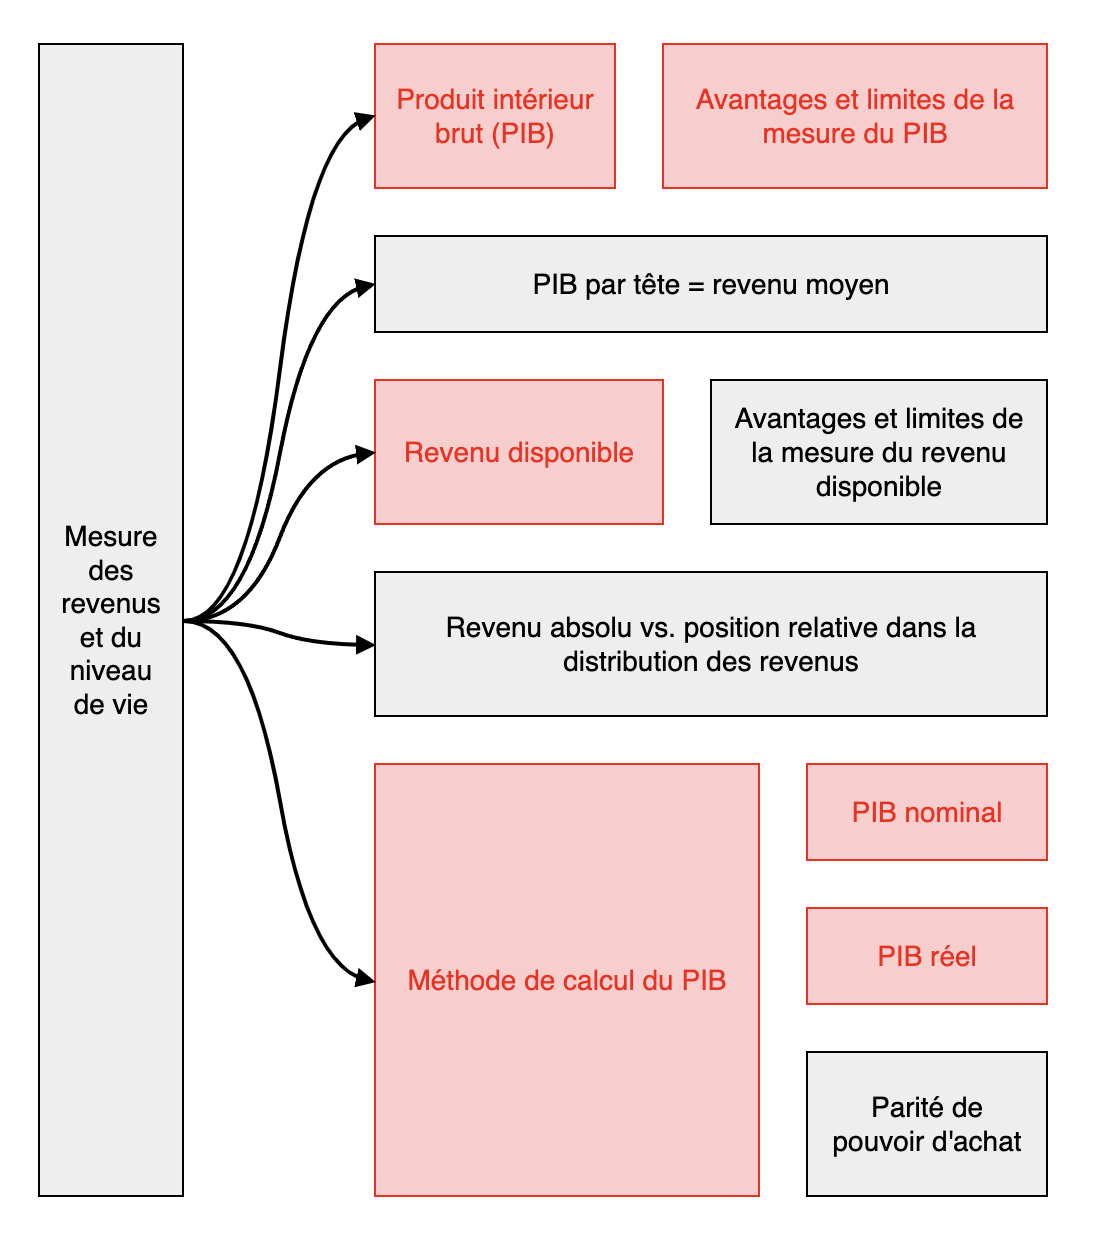 Mesure
des
revenus
et du
niveau
de vie
Produit intérieur
brut (PIB)
Avantages et limites de la
mesure du PIB
PIB par tête = revenu moyen
Revenu disponible
Avantages et limites de
la mesure du revenu
disponible
Revenu absolu vs. position relative dans la
distribution des revenus
Méthode de calcul du PIB
PIB nominal
PIB réel
Parité de
pouvoir d'achat